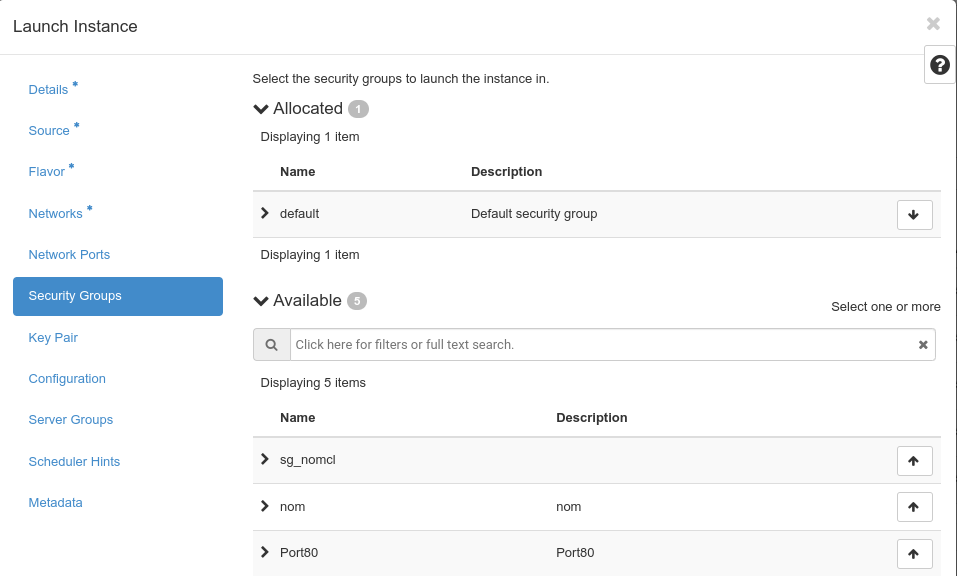 Launch Instance
Details *
Source *
Flavor *
Networks *
Network Ports
Security Groups
Key Pair
Configuration
Server Groups
Scheduler Hints
Metadata
Select the security groups to launch the instance in.
Allocated 1
Displaying 1 item
Name Description
default Default security group
Displaying 1 item
Available 5
Select one or more
Click here for filters or full text search.
Displaying 5 items
Name Description
sg_nomcl
nom nom
Port80 Port80